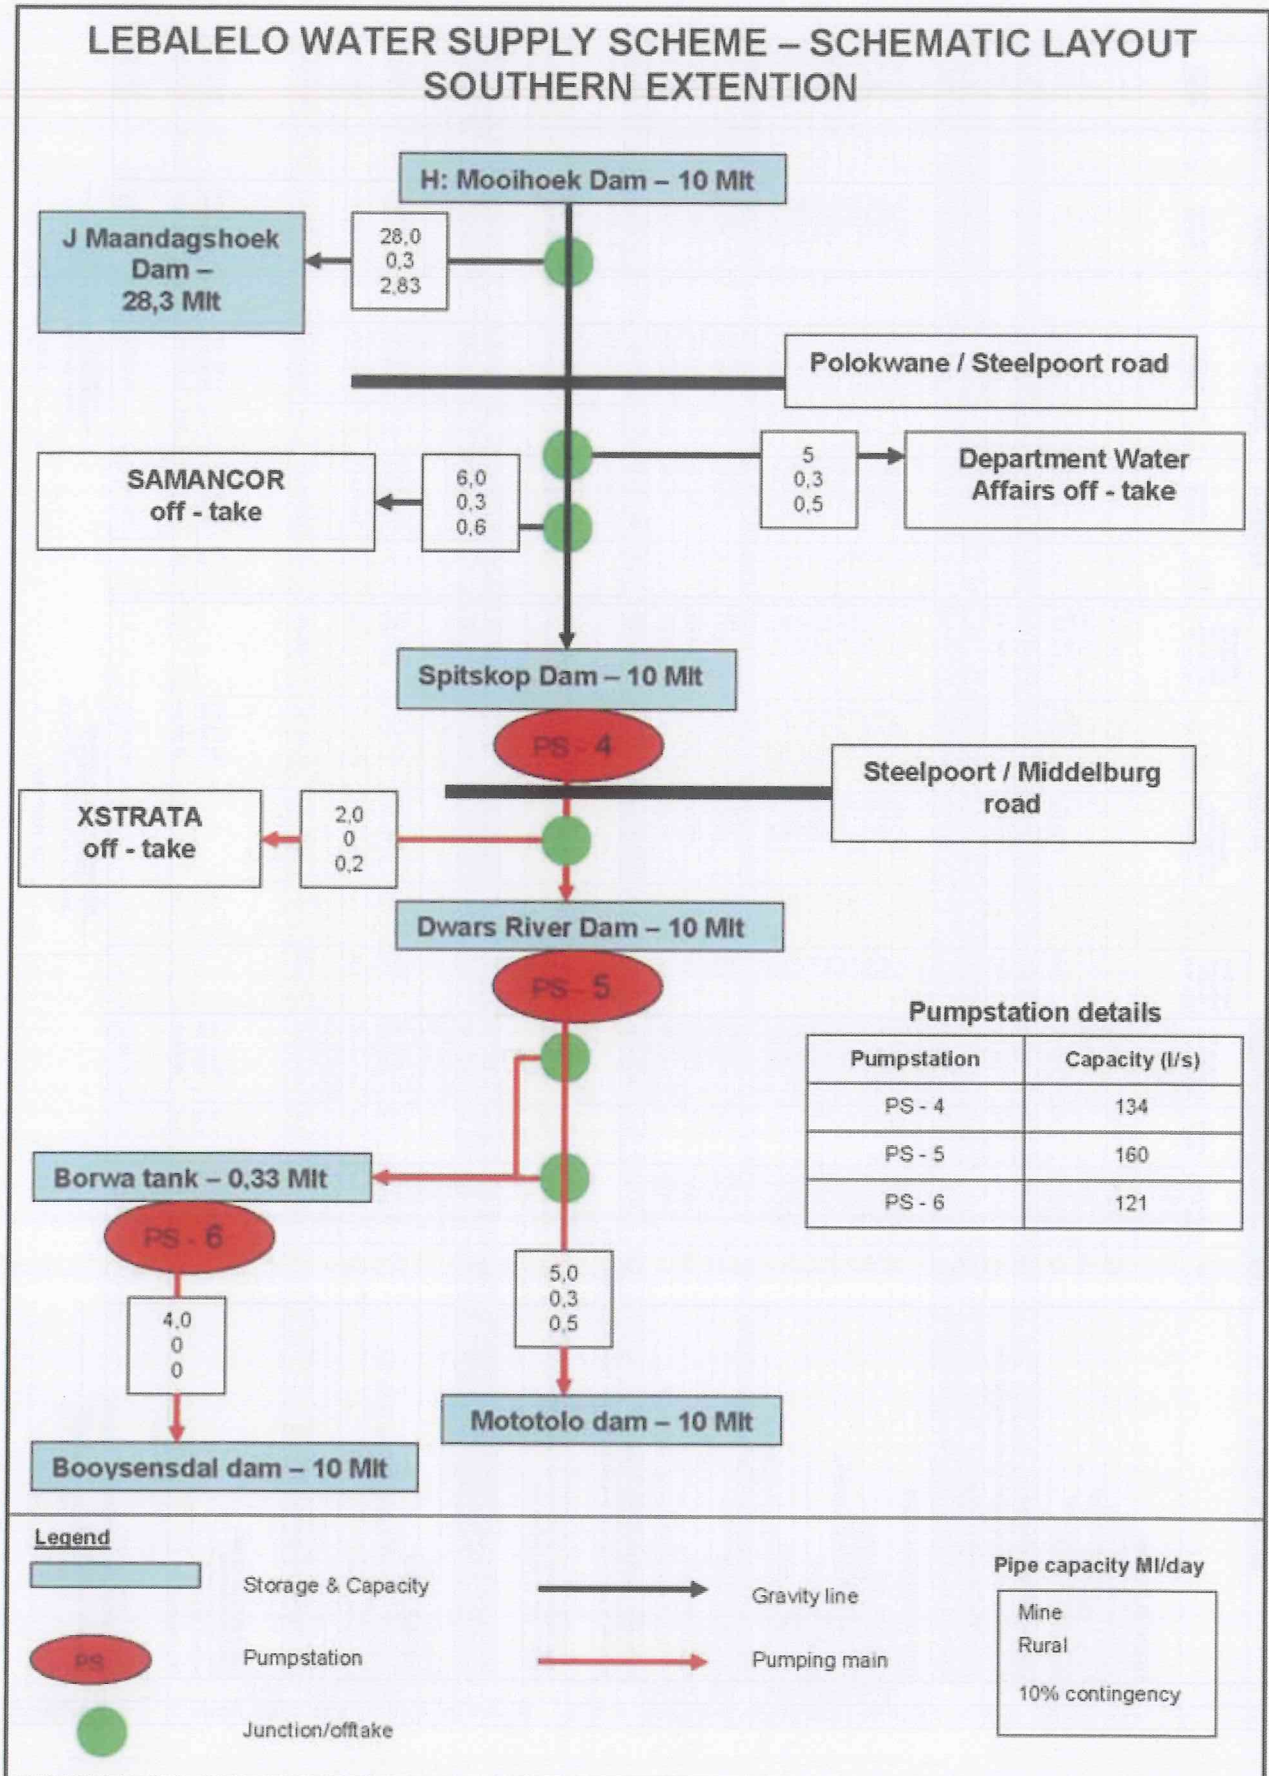 LEBALELO WATER SUPPLY SCHEME – SCHEMATIC LAYOUT
SOUTHERN EXTENTION
H: Mooihoek Dam – 10 Mlt
J Maandagshoek
Dam –
28,3 Mlt
28,0
0,3
2,83
Polokwane / Steelpoort road
SAMANCOR
off - take
6,0
0,3
0,6
5
0,3
0,5
Department Water
Affairs off - take
Spitskop Dam – 10 Mlt
PS - 4
Steelpoort / Middelburg
road
XSTRATA
off - take
2,0
0
0,2
Dwars River Dam – 10 Mlt
PS - 5
Pumpstation details
Pumpstation Capacity (l/s)
PS - 4 134
PS - 5 160
PS - 6 121
Borwa tank – 0,33 Mlt
PS - 6
4,0
0
0
5,0
0,3
0,5
Mototolo dam – 10 Mlt
Booysensdal dam – 10 Mlt
Legend
Storage & Capacity
PS
Pumpstation
Junction/offtake
Gravity line
Pumping main
Pipe capacity Ml/day
Mine
Rural
10% contingency